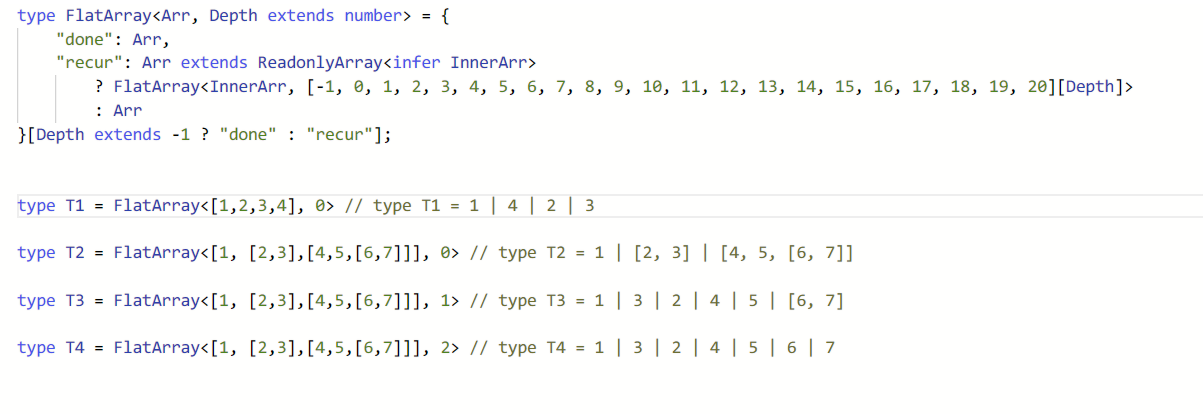 type FlatArray<Arr, Depth extends number> = {
    "done": Arr,
    "recur": Arr extends ReadonlyArray<infer InnerArr>
        ? FlatArray<InnerArr, [-1, 0, 1, 2, 3, 4, 5, 6, 7, 8, 9, 10, 11, 12, 13, 14, 15, 16, 17, 18, 19, 20][Depth]>
        : Arr
}[Depth extends -1 ? "done" : "recur"];
type T1 = FlatArray<[1,2,3,4], 0> // type T1 = 1 | 4 | 2 | 3
type T2 = FlatArray<[1, [2,3],[4,5,[6,7]]], 0> // type T2 = 1 | [2, 3] | [4, 5, [6, 7]]
type T3 = FlatArray<[1, [2,3],[4,5,[6,7]]], 1> // type T3 = 1 | 3 | 2 | 4 | 5 | [6, 7]
type T4 = FlatArray<[1, [2,3],[4,5,[6,7]]], 2> // type T4 = 1 | 3 | 2 | 4 | 5 | 6 | 7